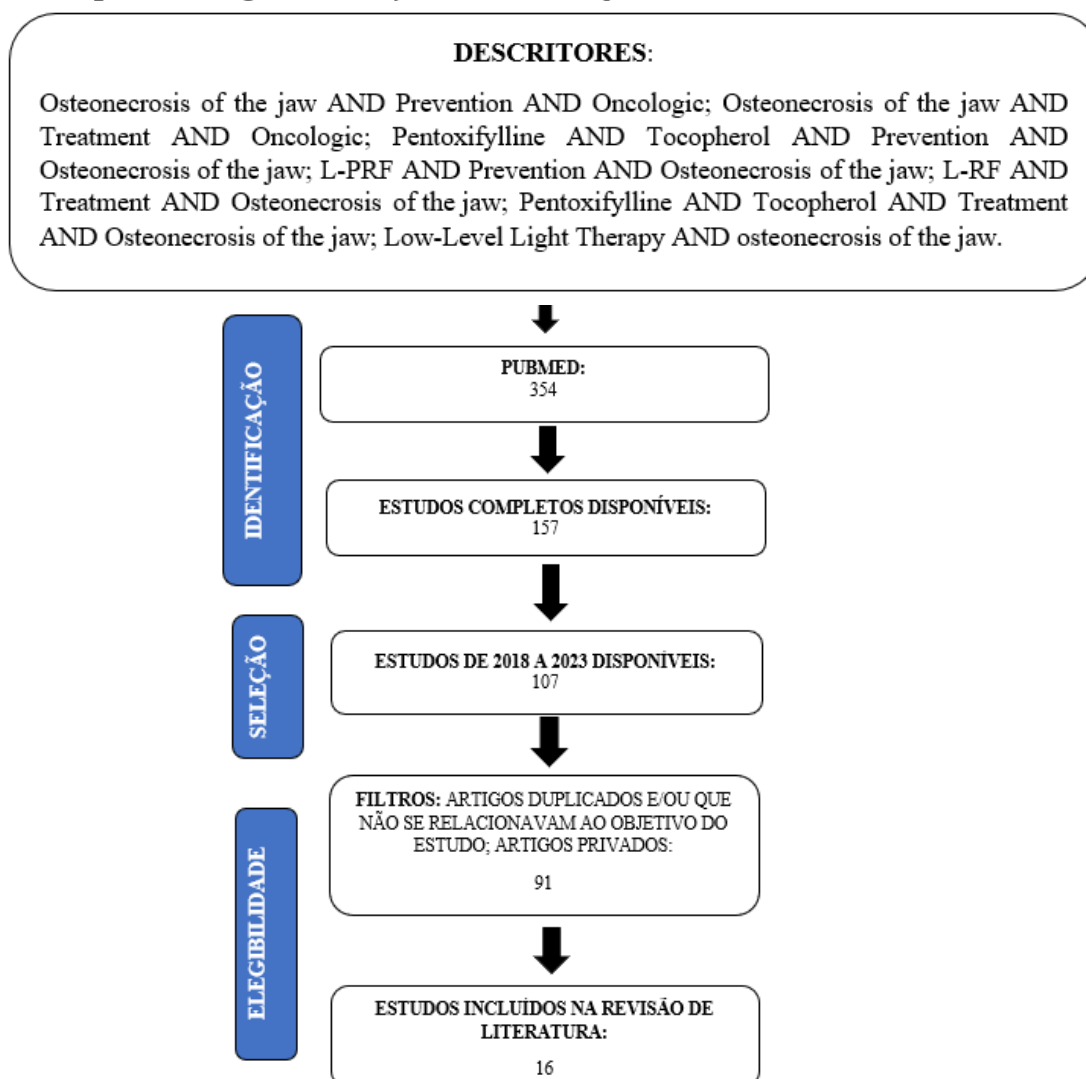 DESCRITORES:
Osteonecrosis of the jaw AND Prevention AND Oncologic; Osteonecrosis of the jaw AND
Treatment AND Oncologic; Pentoxifylline AND Tocopherol AND Prevention AND
Osteonecrosis of the jaw; L-PRF AND Prevention AND Osteonecrosis of the jaw; L-RF AND
Treatment AND Osteonecrosis of the jaw; Pentoxifylline AND Tocopherol AND Treatment
AND Osteonecrosis of the jaw; Low-Level Light Therapy AND osteonecrosis of the jaw.
IDENTIFICAÇÃO
PUBMED:
354
ESTUDOS COMPLETOS DISPONÍVEIS:
157
SELEÇÃO
ESTUDOS DE 2018 A 2023 DISPONÍVEIS:
107
ELEGIBILIDADE
FILTROS: ARTIGOS DUPLICADOS E/OU QUE
NÃO SE RELACIONAVAM AO OBJETIVO DO
ESTUDO; ARTIGOS PRIVADOS:
91
ESTUDOS INCLUÍDOS NA REVISÃO DE
LITERATURA:
16